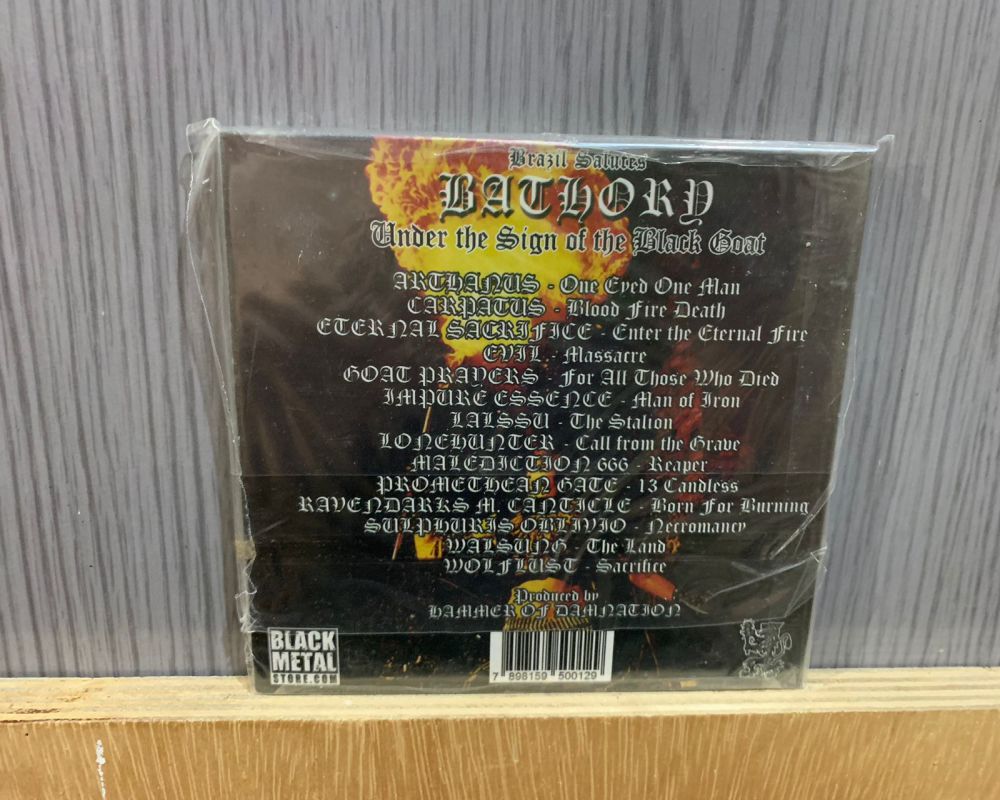 Brazil Salutes
BATHORY
Under the Sign of the Black Goat
ARTHANUS - One Eyed One Man
CARPATUS - Blood Fire Death
ETERNAL SACRIFICE - Enter the Eternal Fire
EVIL - Massacre
GOAT PRAYERS - For All Those Who Died
IMPURE ESSENCE - Man of Iron
LALSSU - The Stalion
LONEHUNTER - Call from the Grave
MALEDICTION 666 - Reaper
PROMETHEAN GATE - 13 Candless
RAVENDARKS M. CANTICLE - Born For Burning
SULPHURIS OBLIVIO - Necromancy
WALSUNG - The Land
WOLFLUST - Sacrifice
Produced by
HAMMER OF DAMNATION
BLACK
METAL
STORE.COM
7 898159 500129